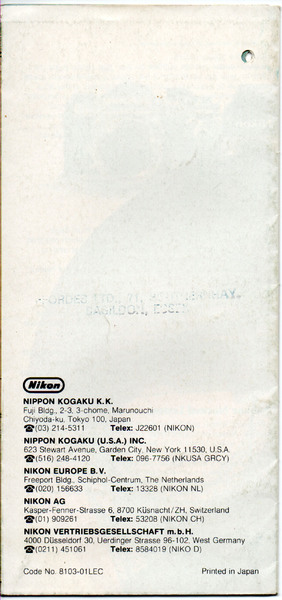 Nikon
NIPPON KOGAKU K.K.
Fuji Bldg., 2-3, 3-chome, Marunouchi
Chiyoda-ku, Tokyo 100, Japan
☎(03) 214-5311 Telex: J22601 (NIKON)
NIPPON KOGAKU (U.S.A.) INC.
623 Stewart Avenue, Garden City, New York 11530, U.S.A.
☎(516) 248-4120 Telex: 096-7756 (NKUSA GRCY)
NIKON EUROPE B.V.
Freeport Bldg., Schiphol-Centrum, The Netherlands
☎(020) 156633 Telex: 13328 (NIKON NL)
NIKON AG
Kasper-Fenner-Strasse 6, 8700 Küsnacht/ZH, Switzerland
☎(01) 909261 Telex: 53208 (NIKON CH)
NIKON VERTRIEBSGESELLSCHAFT m.b.H.
4000 Düsseldorf 30, Uerdinger Strasse 96-102, West Germany
☎(0211) 451061 Telex: 8584019 (NIKO D)
Code No. 8103-01LEC Printed in Japan